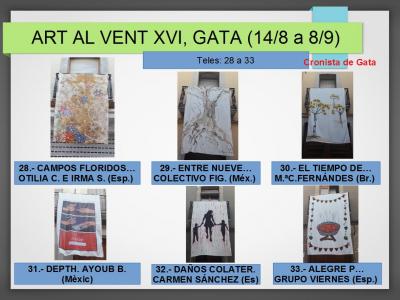 ART AL VENT XVI, GATA (14/8 a 8/9)
Teles: 28 a 33
Cronista de Gata
28.- CAMPOS FLORIDOS...
OTILIA C. E IRMA S. (Esp.)
29.- ENTRE NUEVE...
COLECTIVO FIG. (Méx.)
30.- EL TIEMPO DE...
M.ªC.FERNÁNDES (Br.)
31.- DEPTH. AYOUB B.
(Mèxic)
32.- DAÑOS COLATER.
CARMEN SÁNCHEZ (Es)
33.- ALEGRE P...
GRUPO VIERNES (Esp.)